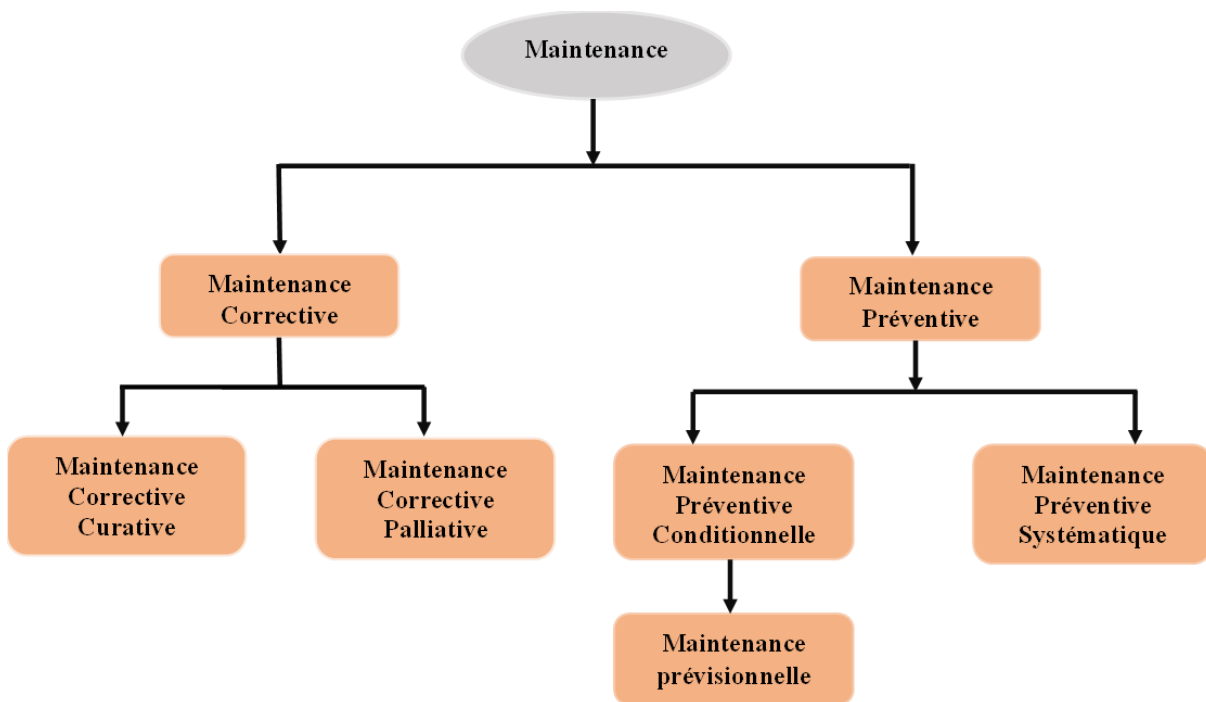 Maintenance
Maintenance
Corrective
Maintenance
Préventive
Maintenance
Corrective
Curative
Maintenance
Corrective
Palliative
Maintenance
Préventive
Conditionnelle
Maintenance
Préventive
Systématique
Maintenance
prévisionnelle